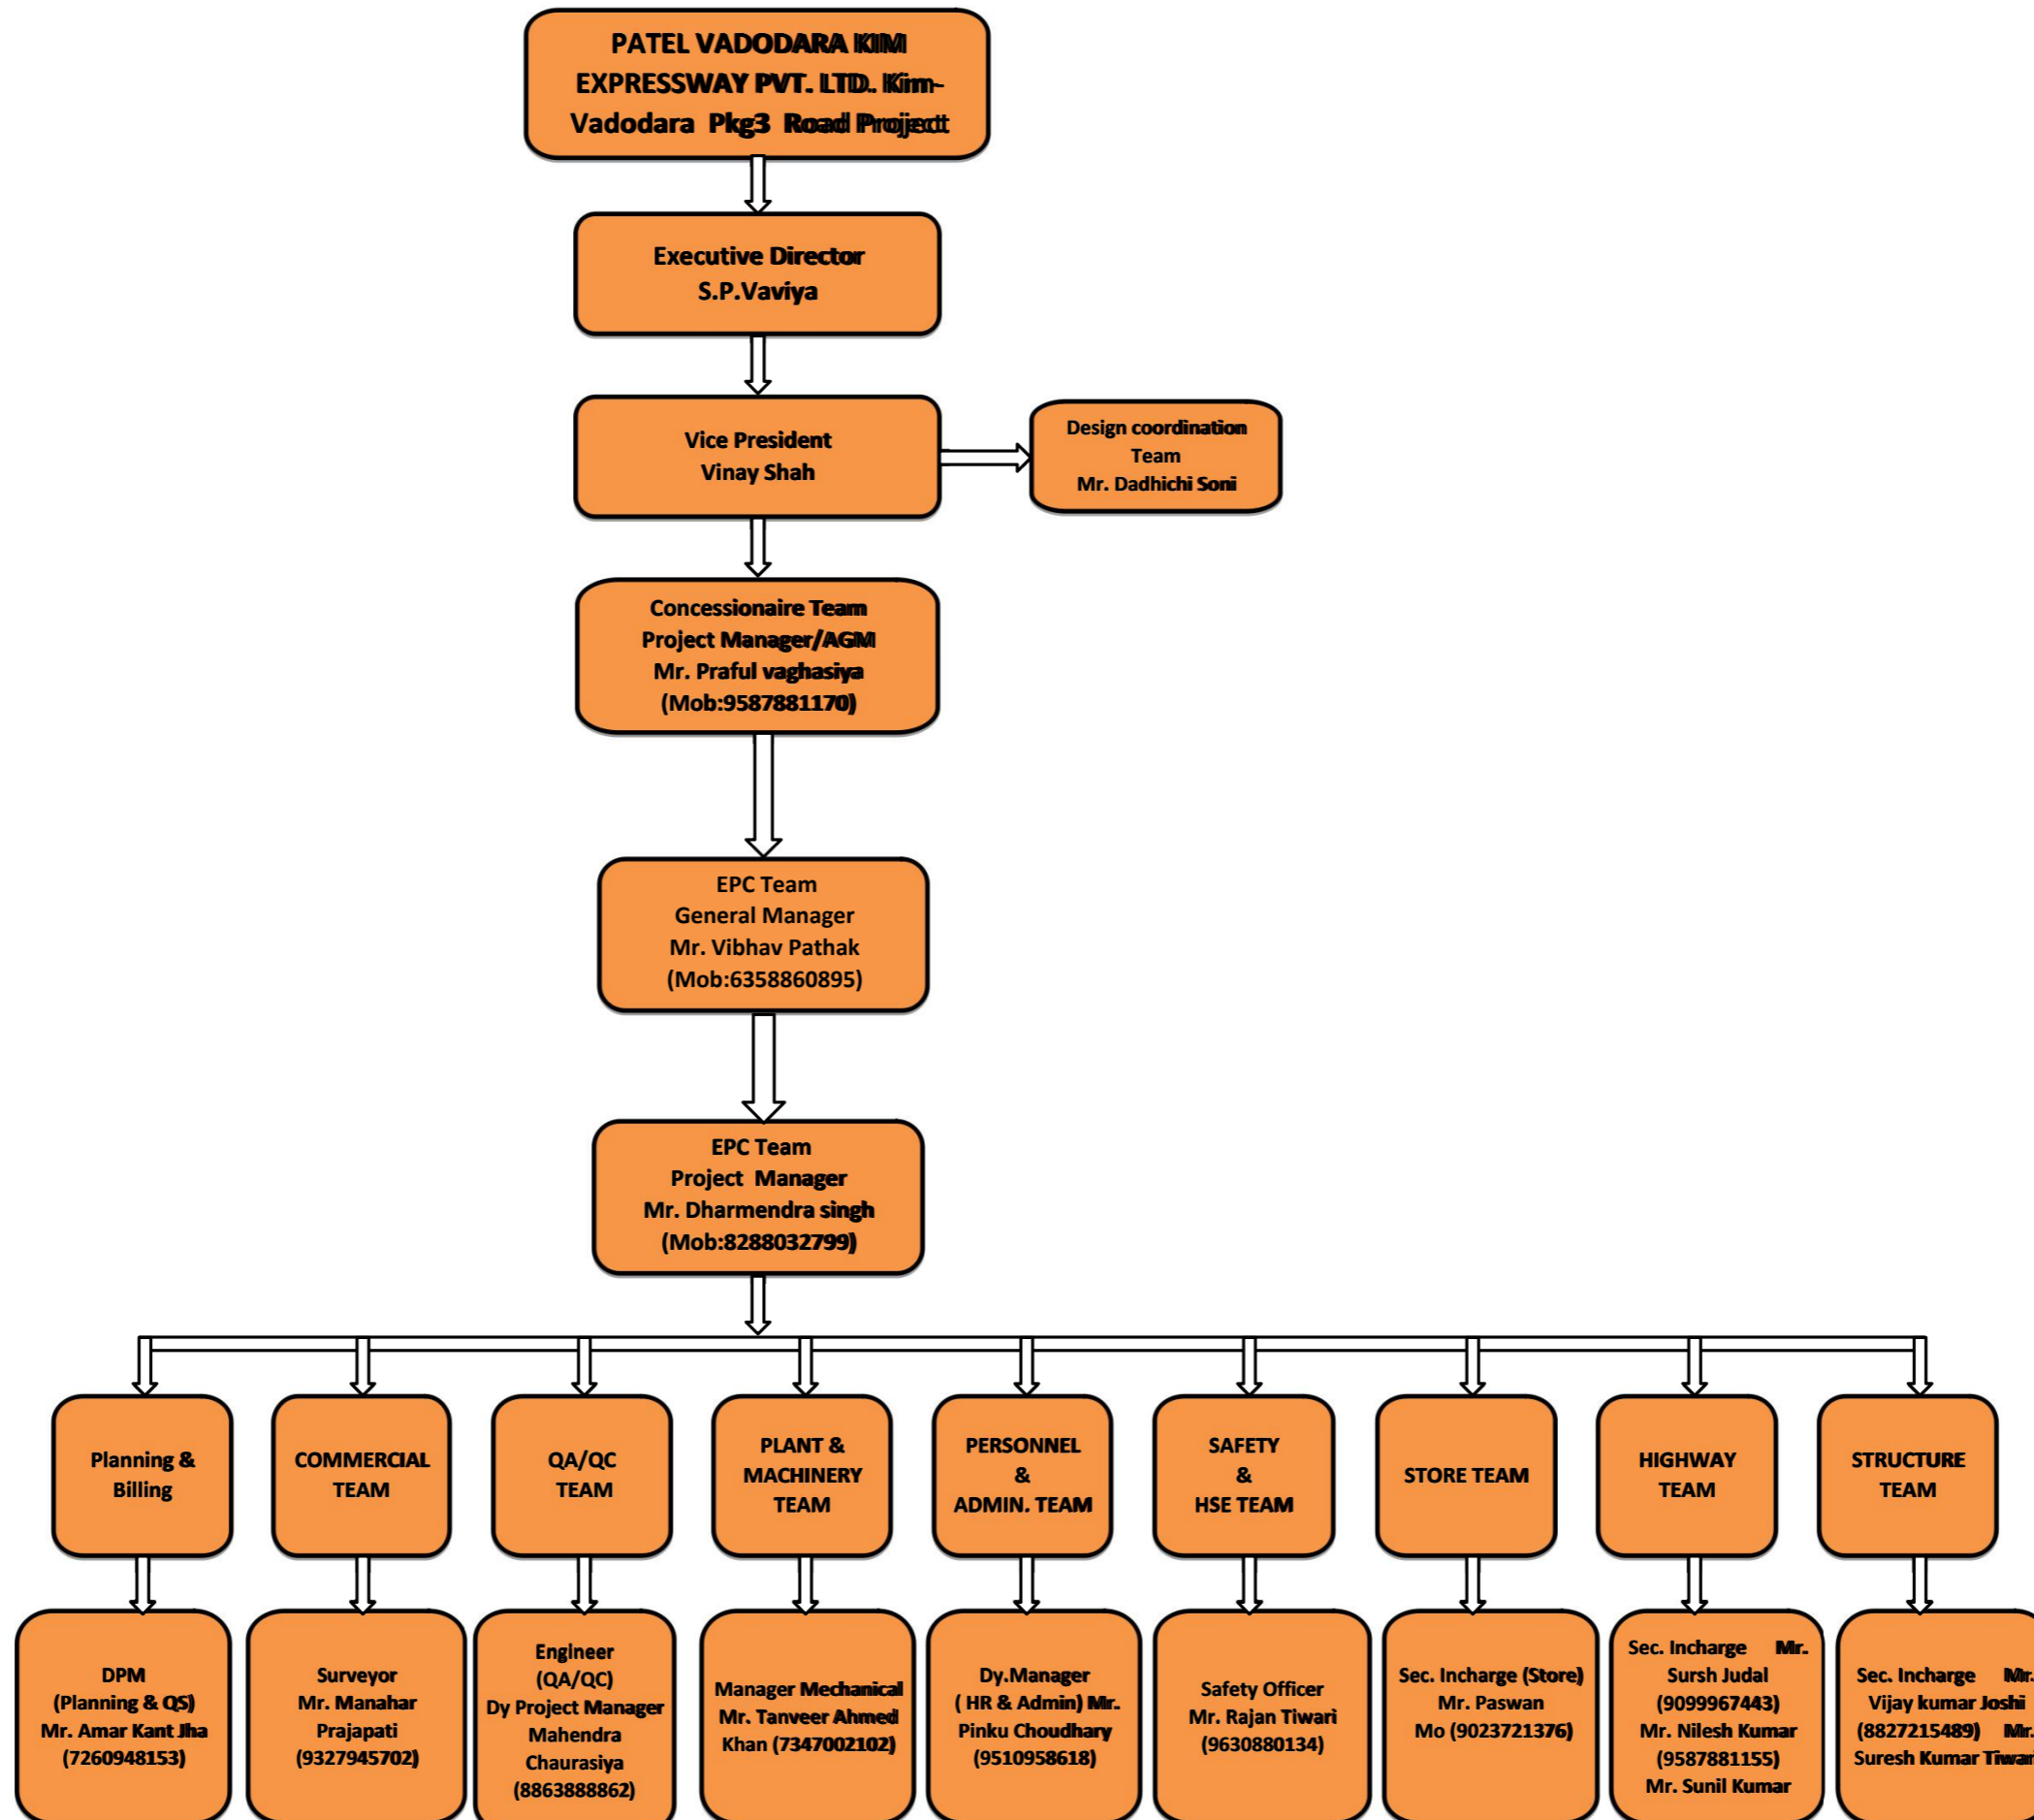 PATEL VADODARA KIM
EXPRESSWAY PVT. LTD. Kim-
Vadodara Pkg3 Road Project
Executive Director
S.P.Vaviya
Vice President
Vinay Shah
Design coordination
Team
Mr. Dadhichi Soni
Concessionaire Team
Project Manager/AGM
Mr. Praful vaghasiya
(Mob:9587881170)
EPC Team
General Manager
Mr. Vibhav Pathak
(Mob:6358860895)
EPC Team
Project Manager
Mr. Dharmendra singh
(Mob:8288032799)
Planning &
Billing
COMMERCIAL
TEAM
QA/QC
TEAM
PLANT &
MACHINERY
TEAM
PERSONNEL
&
ADMIN. TEAM
SAFETY
&
HSE TEAM
STORE TEAM
HIGHWAY
TEAM
STRUCTURE
TEAM
DPM
(Planning & QS)
Mr. Amar Kant Jha
(7260948153)
Surveyor
Mr. Manahar
Prajapati
(9327945702)
Engineer
(QA/QC)
Dy Project Manager
Mahendra
Chaurasiya
(8863888862)
Manager Mechanical
Mr. Tanveer Ahmed
Khan (7347002102)
Dy.Manager
( HR & Admin) Mr.
Pinku Choudhary
(9510958618)
Safety Officer
Mr. Rajan Tiwari
(9630880134)
Sec. Incharge (Store)
Mr. Paswan
Mo (9023721376)
Sec. Incharge Mr.
Sursh Judal
(9099967443)
Mr. Nilesh Kumar
(9587881155)
Mr. Sunil Kumar
Sec. Incharge Mr.
Vijay kumar Joshi
(8827215489) Mr.
Suresh Kumar Tiwari